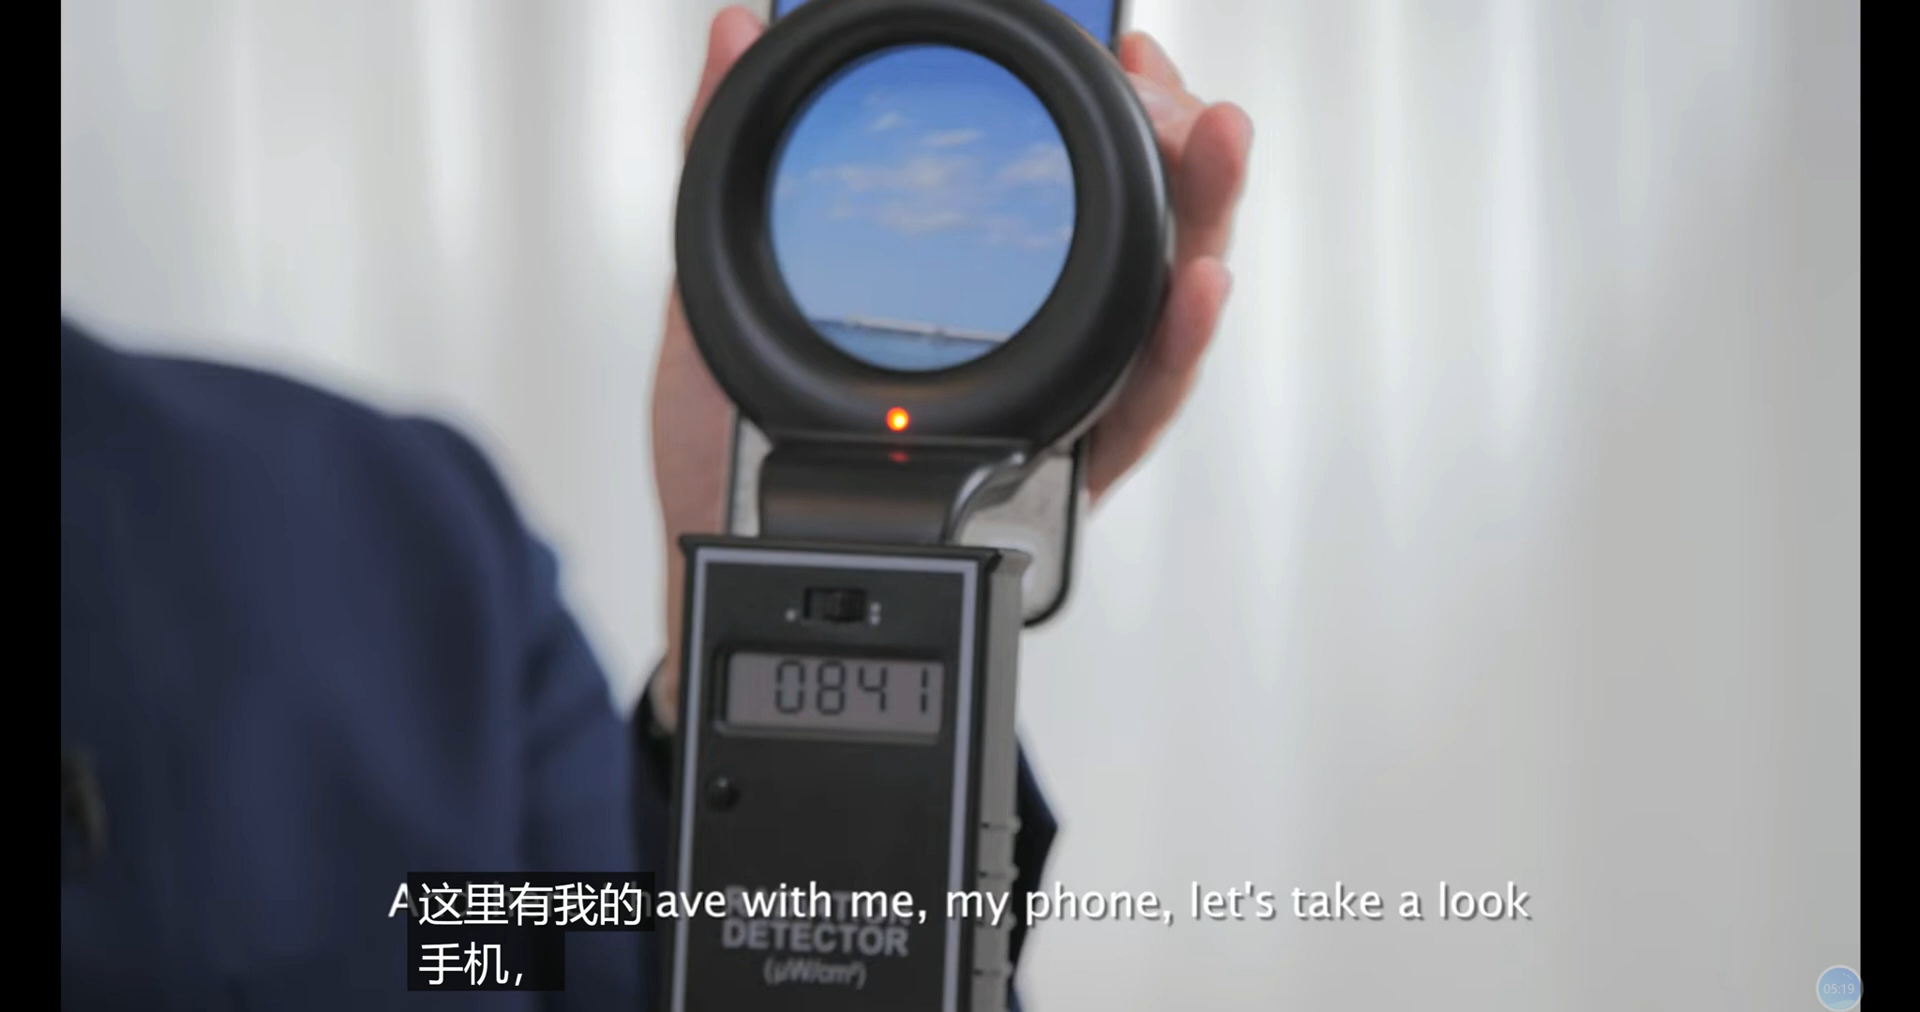 0841
A
这里有我的
ave with me, my phone, let's take a look
DETECTOR
手机，
(μW/cm²)
05:19